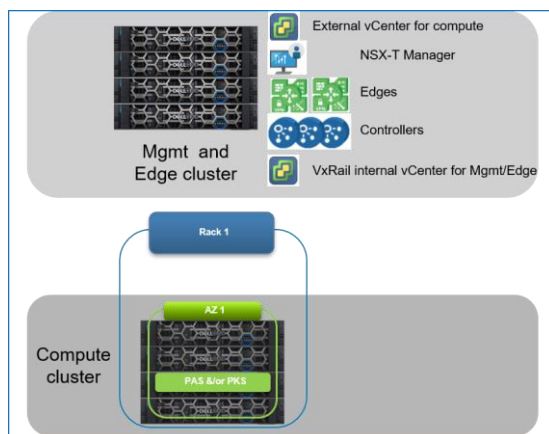 External vCenter for compute
NSX-T Manager
Edges
Controllers
VxRail internal vCenter for Mgmt/Edge
Mgmt and
Edge cluster
Rack 1
AZ 1
PAS &/or PKS
Compute
cluster